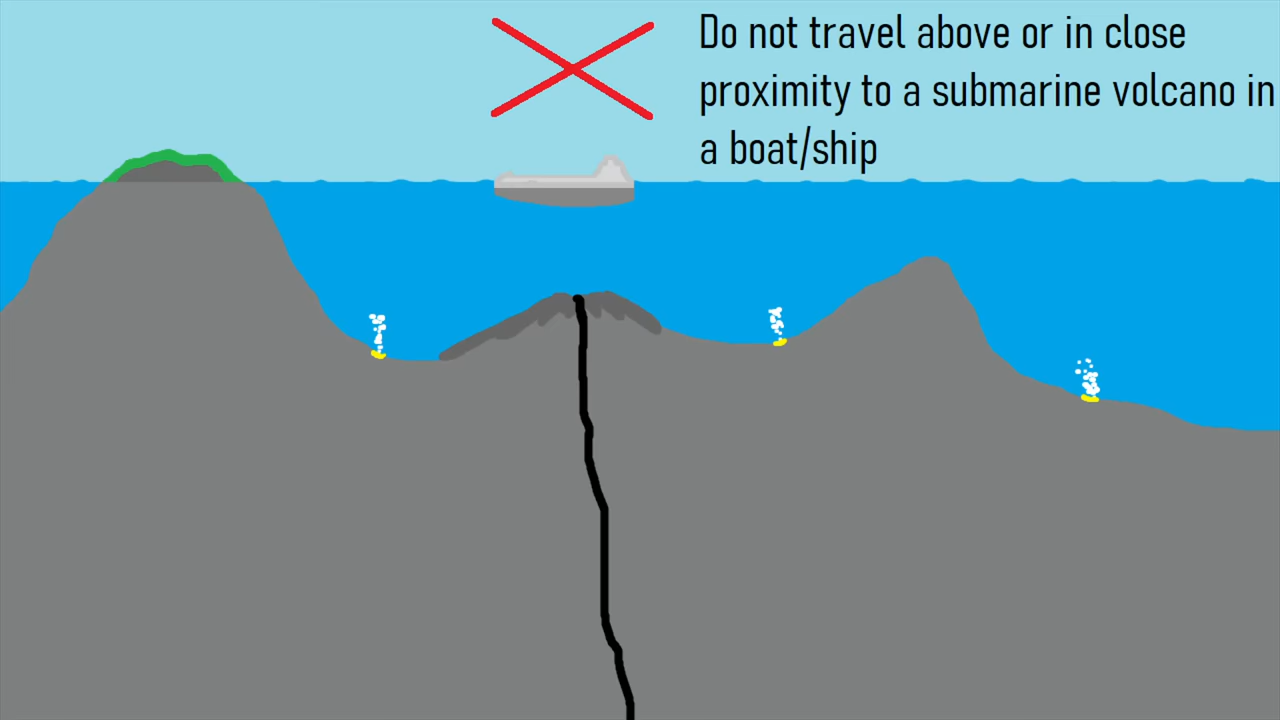 Do not travel above or in close
proximity to a submarine volcano in
a boat/ship